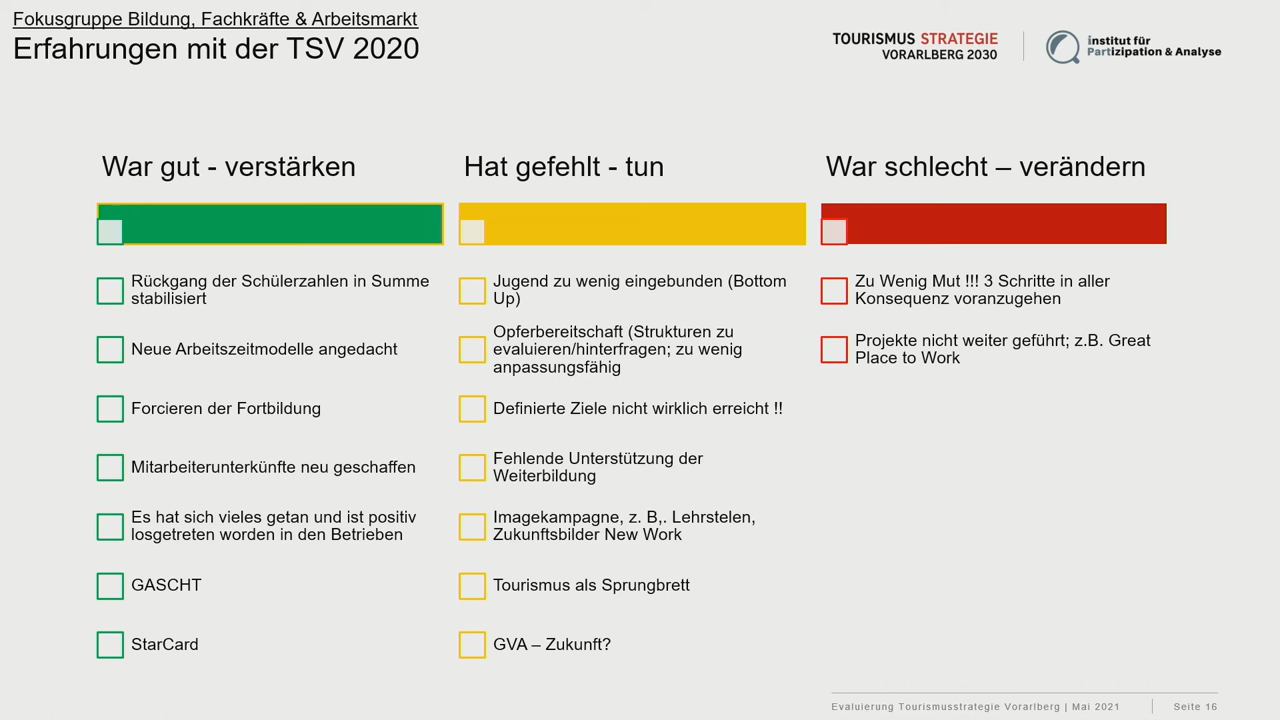 Fokusgruppe Bildung, Fachkräfte & Arbeitsmarkt
Erfahrungen mit der TSV 2020
TOURISMUS STRATEGIE
VORARLBERG 2030
institut für
Partizipation & Analyse
War gut - verstärken
Rückgang der Schülerzahlen in Summe
stabilisiert
Neue Arbeitszeitmodelle angedacht
Forcieren der Fortbildung
Mitarbeiterunterkünfte neu geschaffen
Es hat sich vieles getan und ist positiv
losgetreten worden in den Betrieben
GASCHT
StarCard
Hat gefehlt - tun
Jugend zu wenig eingebunden (Bottom
Up)
Opferbereitschaft (Strukturen zu
evaluieren/hinterfragen; zu wenig
anpassungsfähig
Definierte Ziele nicht wirklich erreicht !!
Fehlende Unterstützung der
Weiterbildung
Imagekampagne, z. B,. Lehrstelen,
Zukunftsbilder New Work
Tourismus als Sprungbrett
GVA – Zukunft?
War schlecht – verändern
Zu Wenig Mut !!! 3 Schritte in aller
Konsequenz voranzugehen
Projekte nicht weiter geführt; z.B. Great
Place to Work
Evaluierung Tourismusstrategie Vorarlberg | Mai 2021
Seite 16